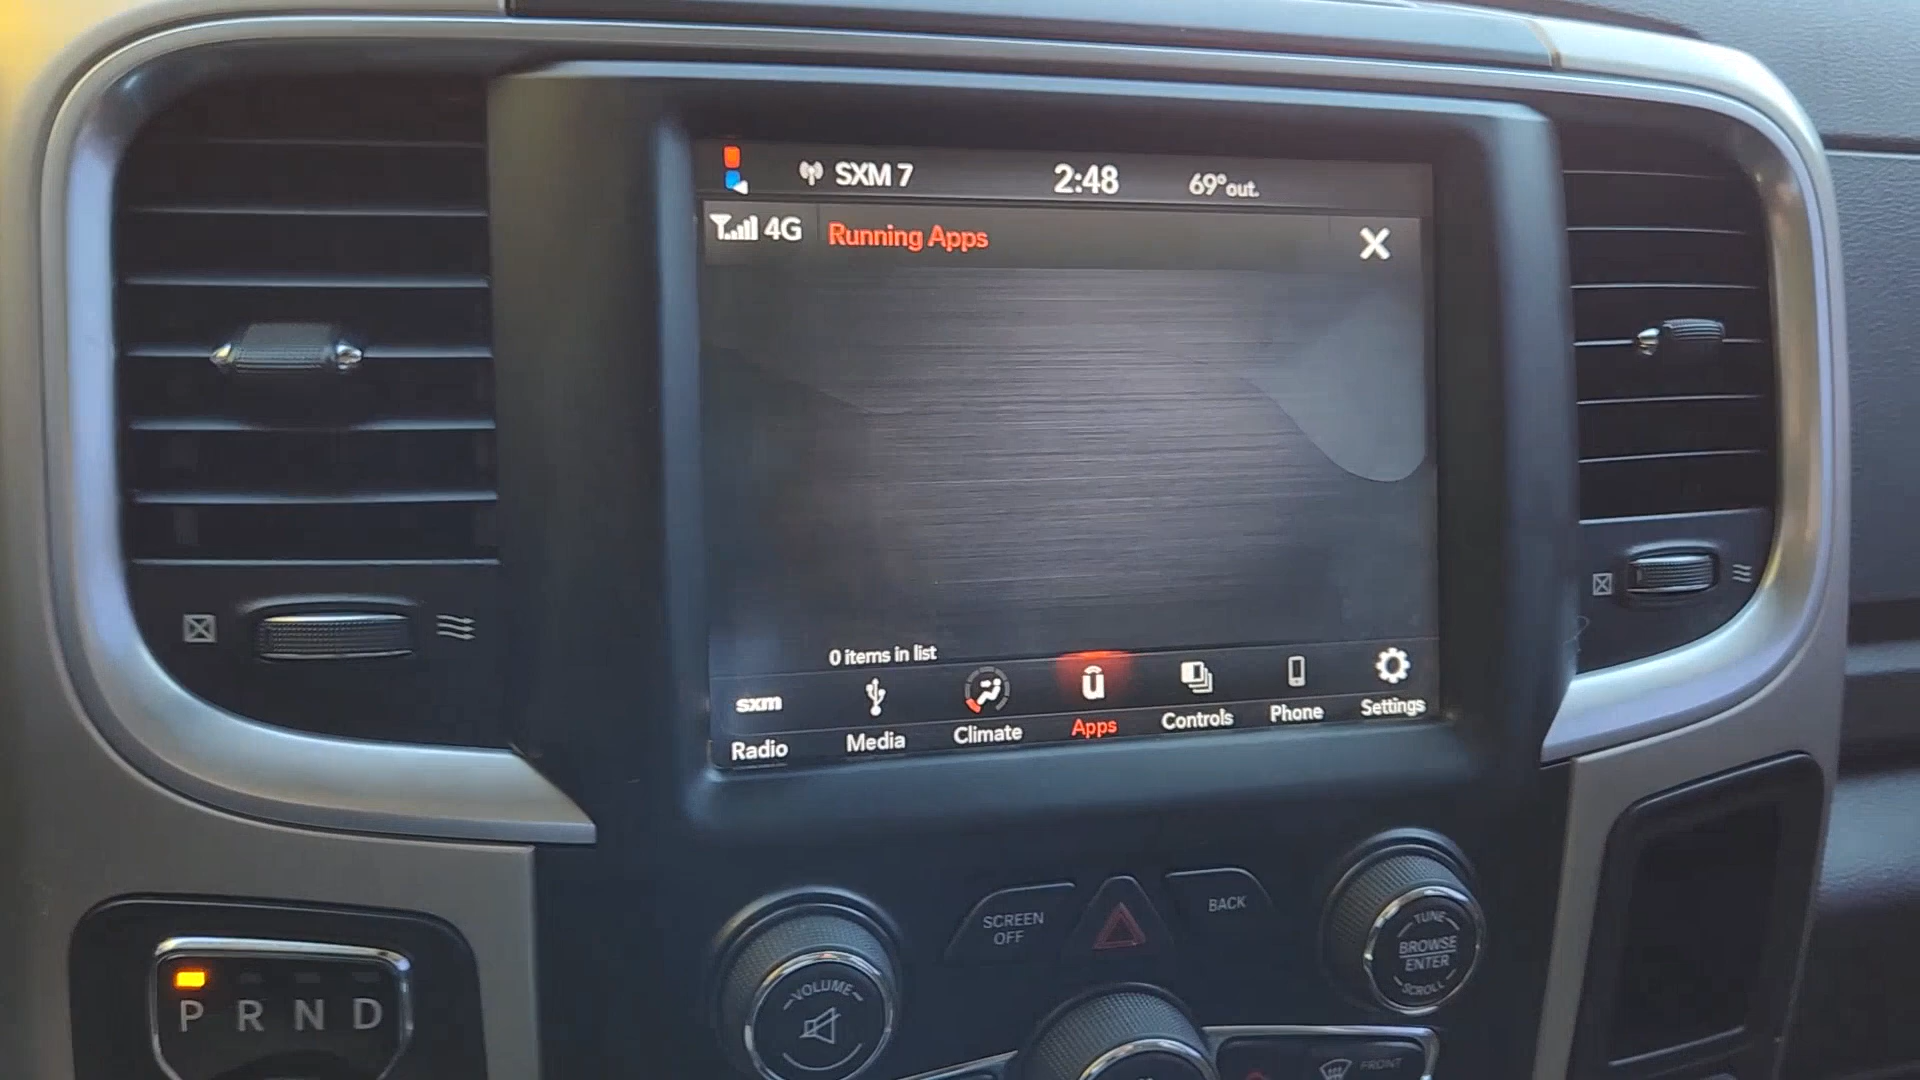 SXM 7
2:48
69° out.
4G
Running Apps
X
0 items in list
sxm
Radio
Media
Climate
Apps
Controls
Phone
Settings
SCREEN
OFF
BACK
TUNE
BROWSE
ENTER
SCROLL
VOLUME
P R N D
FRONT